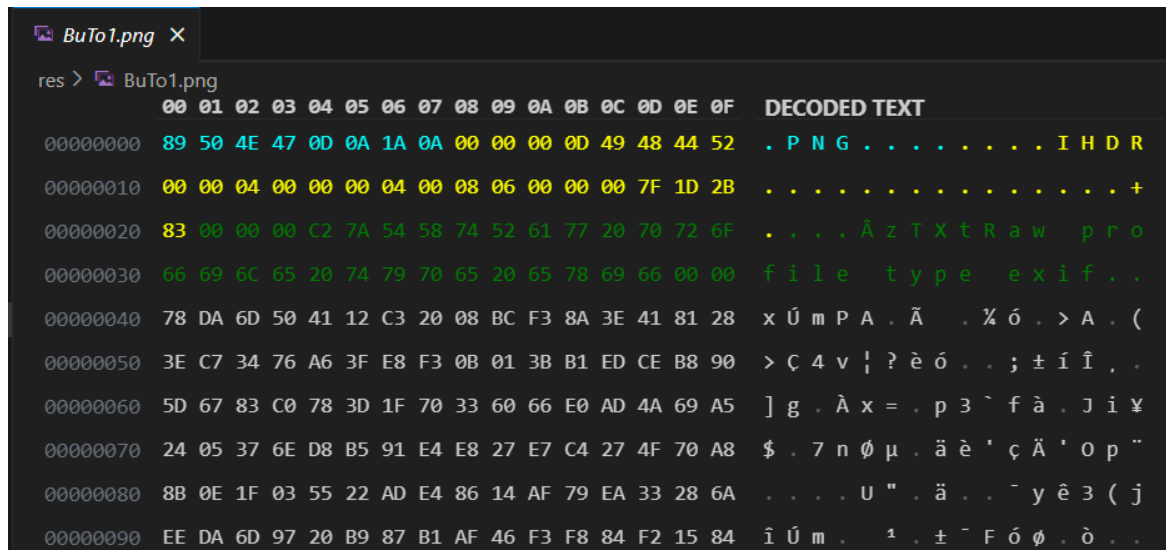 BuTo1.png ×
res > BuTo1.png
00 01 02 03 04 05 06 07 08 09 0A 0B 0C 0D 0E 0F DECODED TEXT
00000000 89 50 4E 47 0D 0A 1A 0A 00 00 00 0D 49 48 44 52 . P N G . . . . . . . . I H D R
00000010 00 00 04 00 00 00 04 00 08 06 00 00 00 7F 1D 2B . . . . . . . . . . . . . . . +
00000020 83 00 00 00 C2 7A 54 58 74 52 61 77 20 70 72 6F . . . . Â z T X t R a w   p r o
00000030 66 69 6C 65 20 74 79 70 65 20 65 78 69 66 00 00 f i l e   t y p e   e x i f . .
00000040 78 DA 6D 50 41 12 C3 20 08 BC F3 8A 3E 41 81 28 x Ú m P A . Ã   . ¼ ó . > A . (
00000050 3E C7 34 76 A6 3F E8 F3 0B 01 3B B1 ED CE B8 90 > Ç 4 v ¦ ? è ó . . ; ± í Î ¸ .
00000060 5D 67 83 C0 78 3D 1F 70 33 60 66 E0 AD 4A 69 A5 ] g . À x = . p 3 ` f à . J i ¥
00000070 24 05 37 6E D8 B5 91 E4 E8 27 E7 C4 27 4F 70 A8 $ . 7 n Ø µ . ä è ' ç Ä ' O p ¨
00000080 8B 0E 1F 03 55 22 AD E4 86 14 AF 79 EA 33 28 6A . . . . U " . ä . . ¯ y ê 3 ( j
00000090 EE DA 6D 97 20 B9 87 B1 AF 46 F3 F8 84 F2 15 84 î Ú m .   ¹ . ± ¯ F ó ø . ò . .